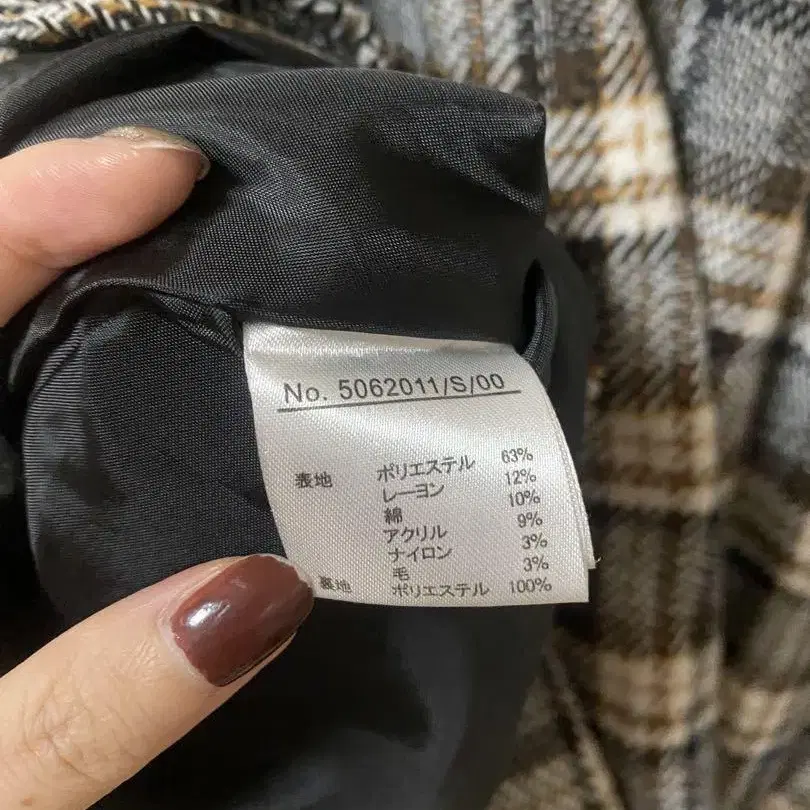 No. 5062011/S/00
表地 ポリエステル 63%
レーヨン 12%
綿 10%
アクリル 9%
ナイロン 3%
毛 3%
裏地 ポリエステル 100%